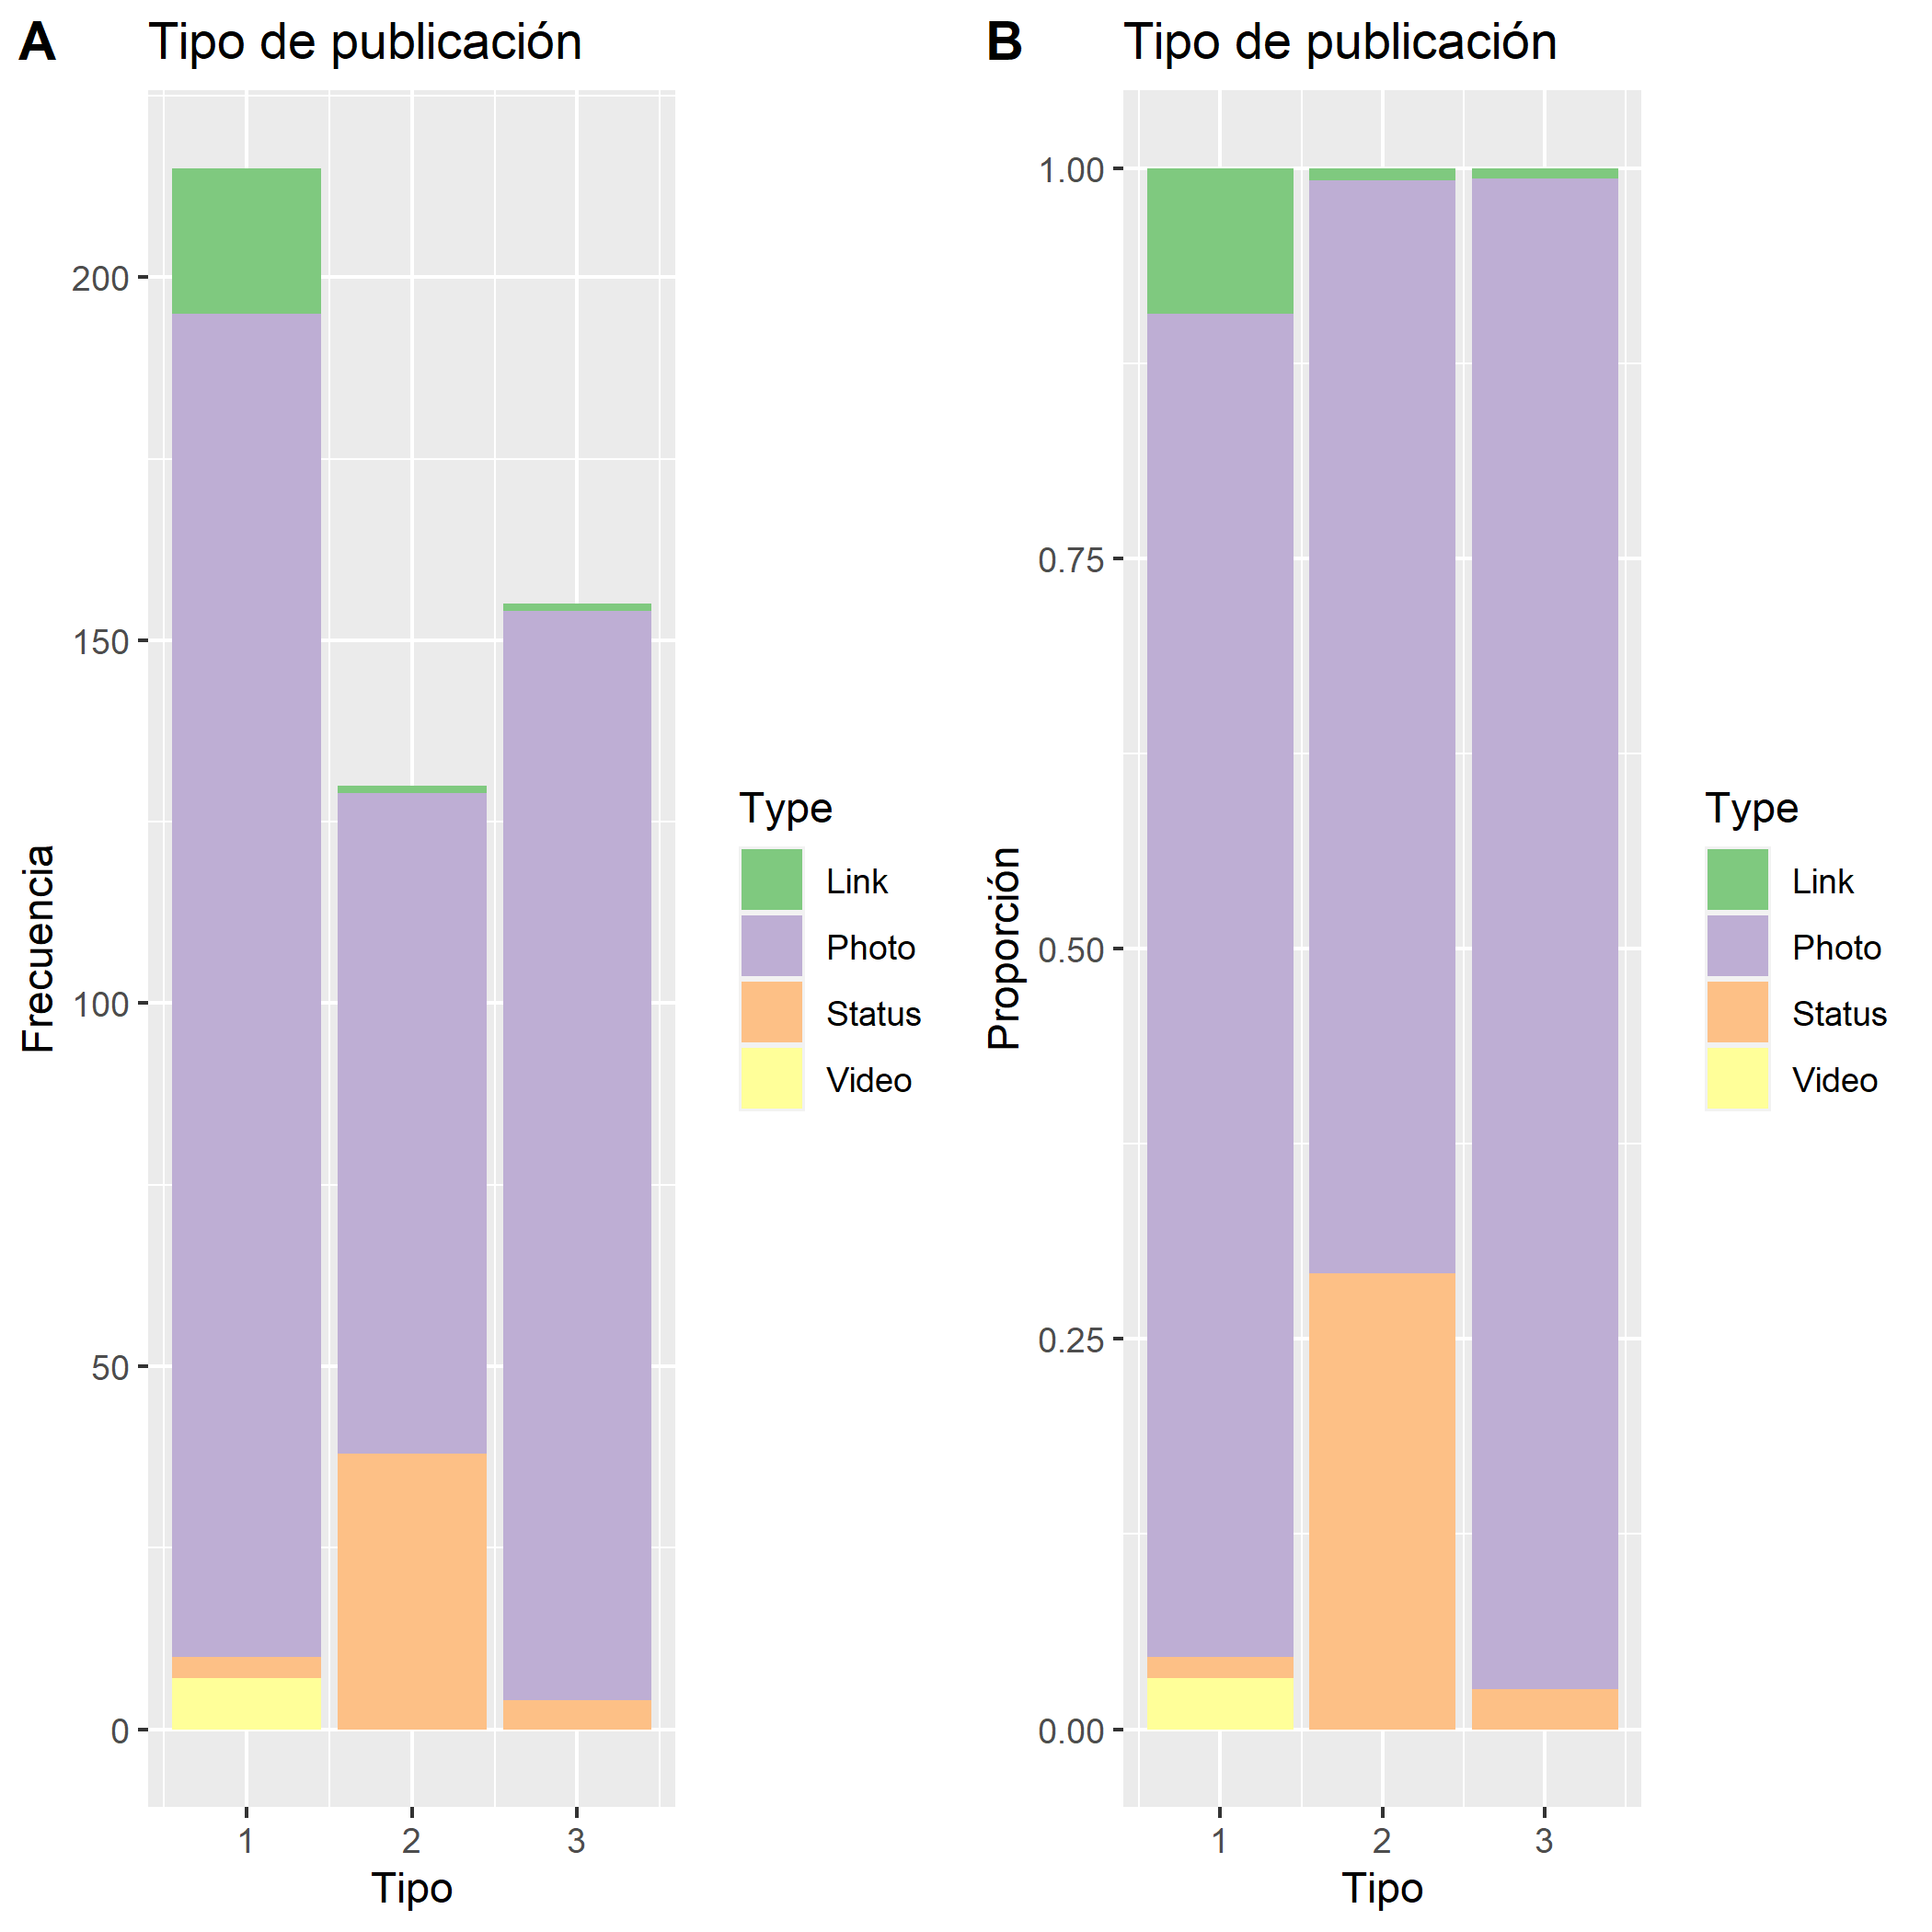 A
Tipo de publicación
200
150
100
50
0
Frecuencia
1 2 3
Tipo
Type
Link
Photo
Status
Video
B
Tipo de publicación
1.00
0.75
0.50
0.25
0.00
Proporción
1 2 3
Tipo
Type
Link
Photo
Status
Video